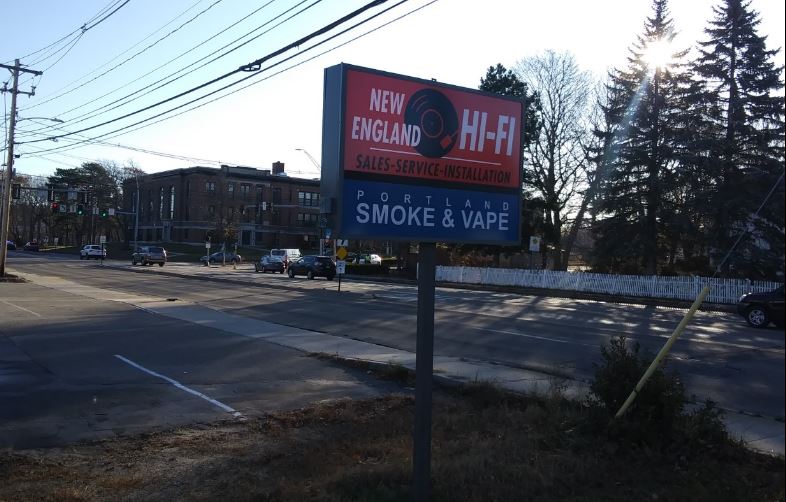 NEW
ENGLAND
HI-FI
SALES-SERVICE-INSTALLATION
PORTLAND
SMOKE & VAPE